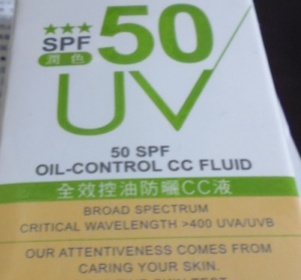 ★★★
SPF 50
潤色
UV
50 SPF
OIL-CONTROL CC FLUID
全效控油防曬CC液
BROAD SPECTRUM
CRITICAL WAVELENGTH >400 UVA/UVB
OUR ATTENTIVENESS COMES FROM
CARING YOUR SKIN.